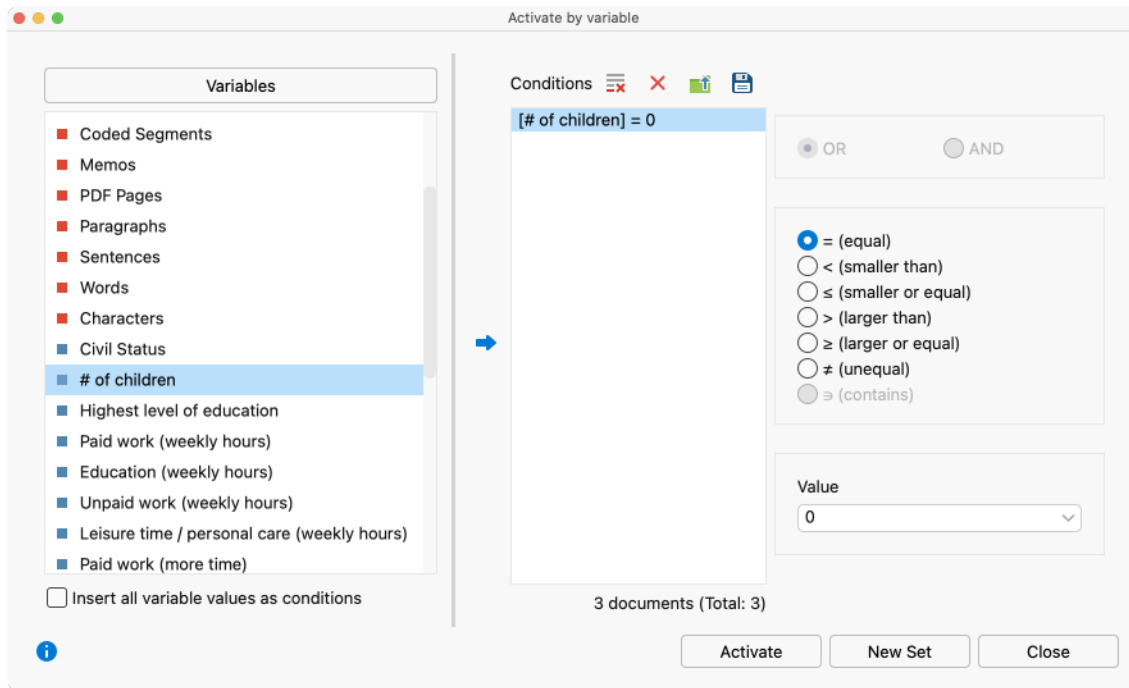 Activate by variable
Variables
Coded Segments
Memos
PDF Pages
Paragraphs
Sentences
Words
Characters
Civil Status
# of children
Highest level of education
Paid work (weekly hours)
Education (weekly hours)
Unpaid work (weekly hours)
Leisure time / personal care (weekly hours)
Paid work (more time)
Insert all variable values as conditions
Conditions
[# of children] = 0
3 documents (Total: 3)
OR AND
= (equal)
< (smaller than)
≤ (smaller or equal)
> (larger than)
≥ (larger or equal)
≠ (unequal)
∋ (contains)
Value
0
Activate New Set Close